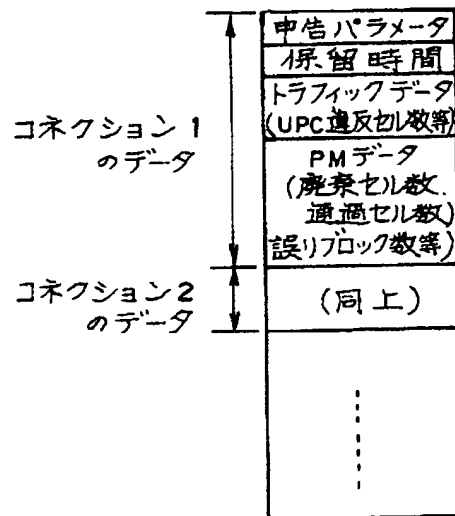 申告パラメータ
保留時間
トラフィックデータ
(UPC違反セル数等)
コネクション1
のデータ
PMデータ
(廃棄セル数、
通過セル数)
誤りブロック数等)
コネクション2
のデータ
(同上)